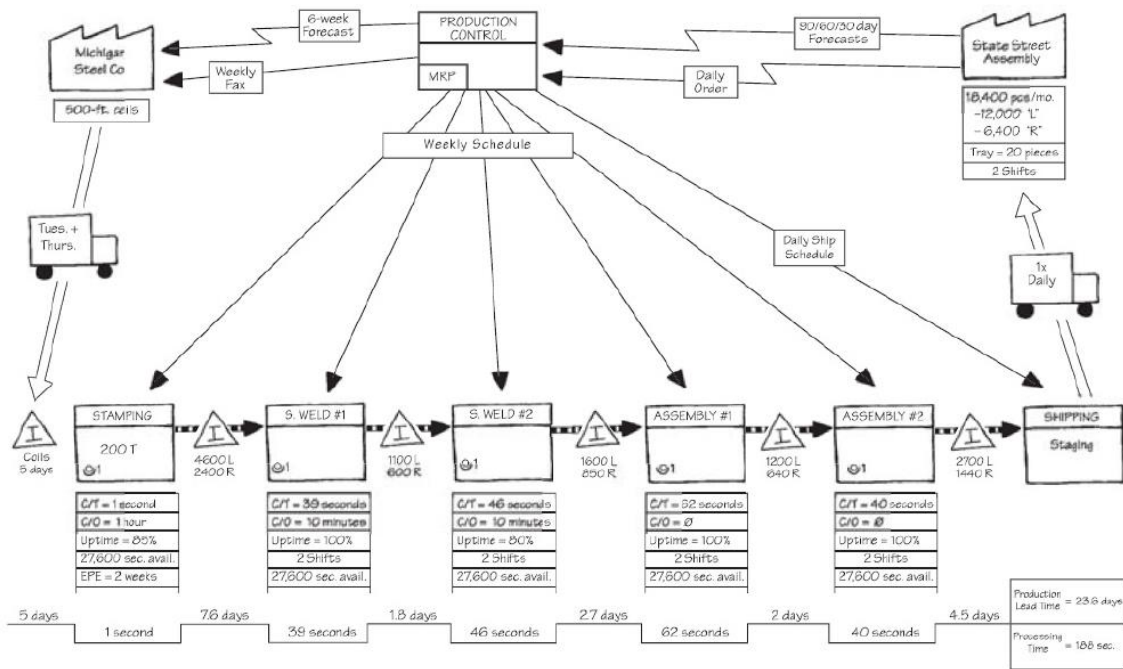 Michigan
Steel Co
500-ft. coils
6-week
Forecast
Weekly
Fax
PRODUCTION
CONTROL
MRP
90/60/30 day
Forecasts
Daily
Order
State Street
Assembly
18,400 pcs/mo.
-12,000 "L"
- 6,400 "R"
Tray = 20 pieces
2 Shifts
Weekly Schedule
Tues. +
Thurs.
Daily Ship
Schedule
1x
Daily
I
Coils
5 days
STAMPING
200 T
1
I
4600 L
2400 R
S. WELD #1
1
I
1100 L
600 R
S. WELD #2
1
I
1600 L
850 R
ASSEMBLY #1
1
I
1200 L
640 R
ASSEMBLY #2
1
I
2700 L
1440 R
SHIPPING
Staging
C/T = 1 second
C/O = 1 hour
Uptime = 85%
27,600 sec. avail.
EPE = 2 weeks
C/T = 39 seconds
C/O = 10 minutes
Uptime = 100%
2 Shifts
27,600 sec. avail.
C/T = 46 seconds
C/O = 10 minutes
Uptime = 80%
2 Shifts
27,600 sec. avail.
C/T = 62 seconds
C/O = Ø
Uptime = 100%
2 Shifts
27,600 sec. avail.
C/T = 40 seconds
C/O = Ø
Uptime = 100%
2 Shifts
27,600 sec. avail.
5 days
7.6 days
1.8 days
2.7 days
2 days
4.5 days
1 second
39 seconds
46 seconds
62 seconds
40 seconds
Production
Lead Time = 23.6 days
Processing
Time = 188 sec.